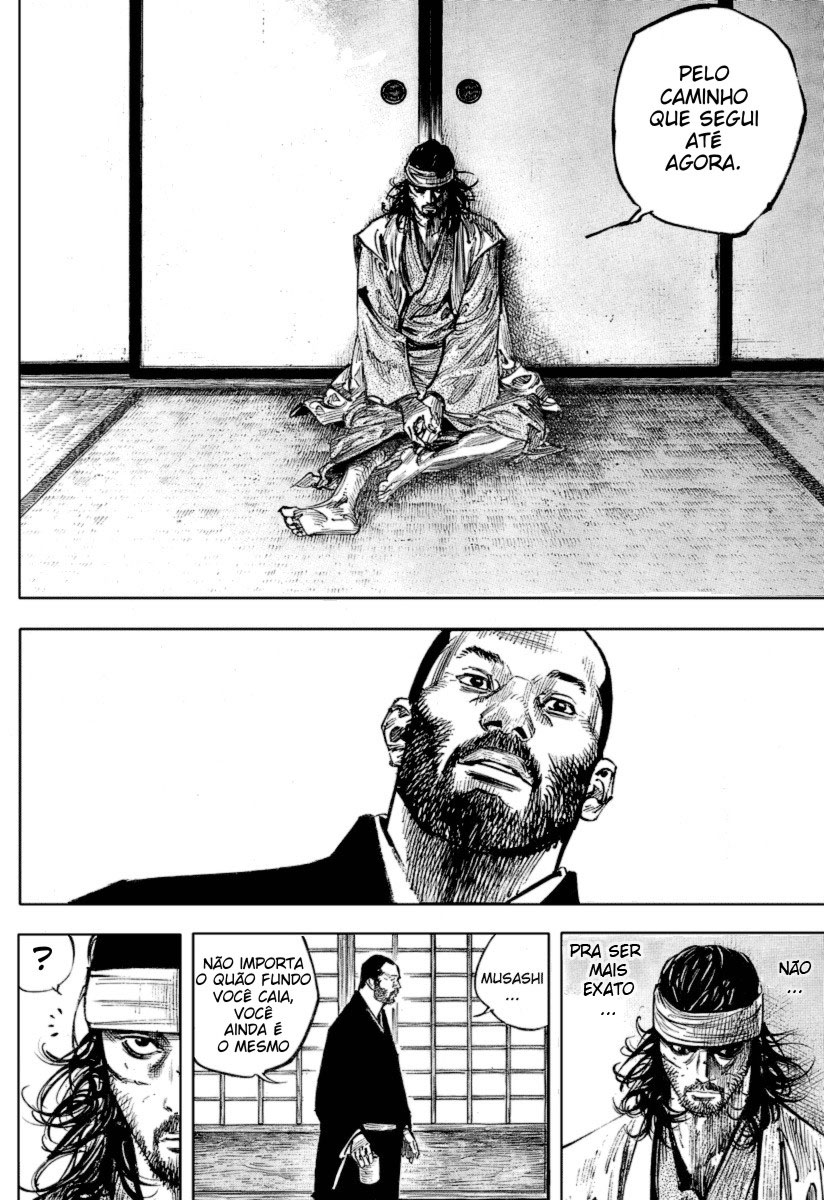 PELO
CAMINHO
QUE SEGUI
ATÉ
AGORA.
NÃO
...
PRA SER
MAIS
EXATO
...
MUSASHI
...
NÃO IMPORTA
O QUÃO FUNDO
VOCÊ CAIA,
VOCÊ
AINDA É
O MESMO
?